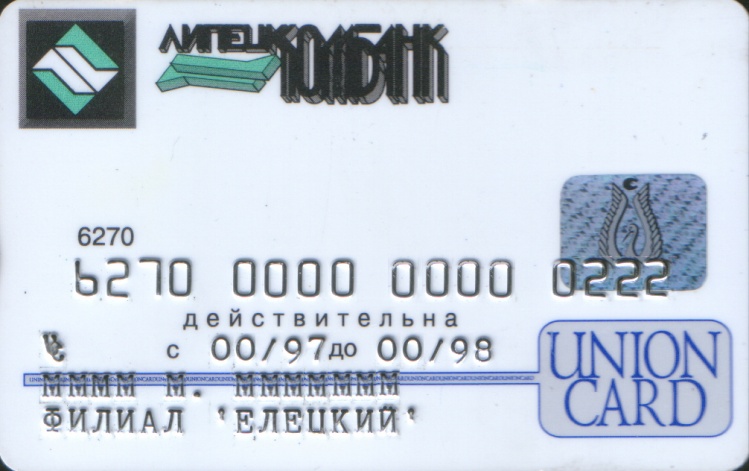 ЛИПЕЦККОМБАНК
6270
6270 0000 0000 0222
действительна
с 00/97 до 00/98
UNION
CARD
ММММ М. МММММММ
ФИЛИАЛ "ЕЛЕЦКИЙ"